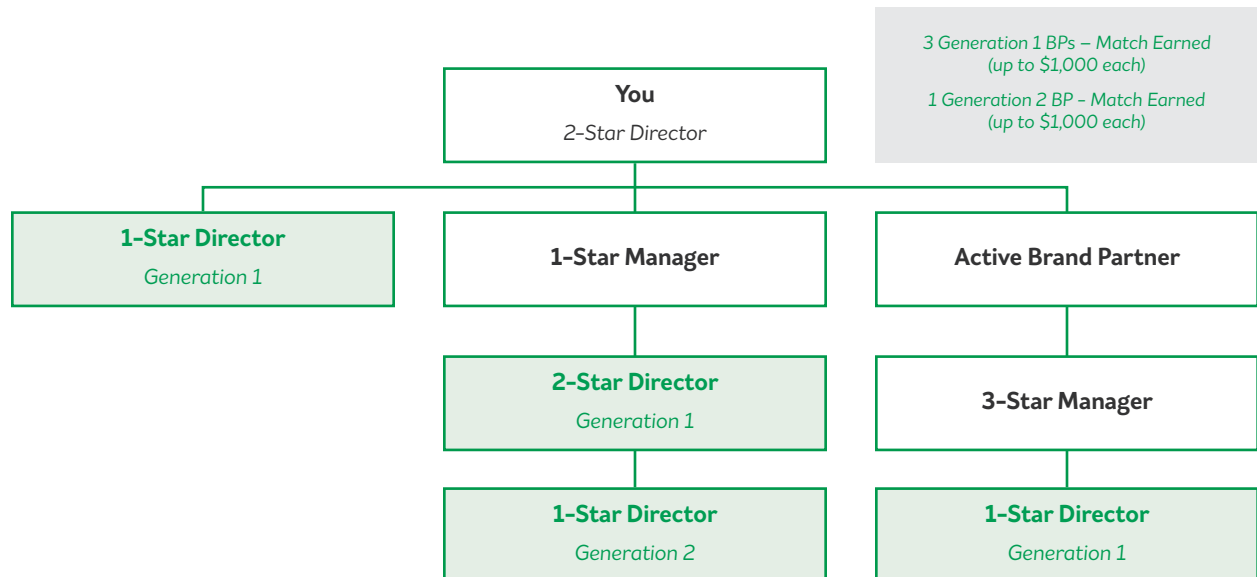 3 Generation 1 BPs – Match Earned
(up to $1,000 each)
1 Generation 2 BP - Match Earned
(up to $1,000 each)
You
2-Star Director
1-Star Director
Generation 1
1-Star Manager
Active Brand Partner
2-Star Director
Generation 1
3-Star Manager
1-Star Director
Generation 2
1-Star Director
Generation 1